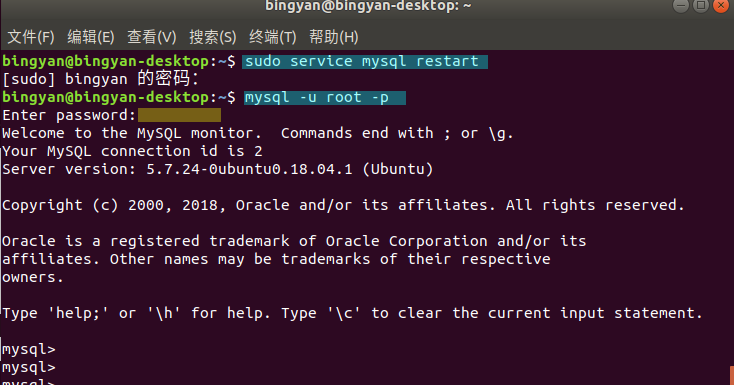 bingyan@bingyan-desktop: ~
文件(F) 编辑(E) 查看(V) 搜索(S) 终端(T) 帮助(H)
bingyan@bingyan-desktop:~$ sudo service mysql restart
[sudo] bingyan 的密码：
bingyan@bingyan-desktop:~$ mysql -u root -p
Enter password:
Welcome to the MySQL monitor.  Commands end with ; or \g.
Your MySQL connection id is 2
Server version: 5.7.24-0ubuntu0.18.04.1 (Ubuntu)
Copyright (c) 2000, 2018, Oracle and/or its affiliates. All rights reserved.
Oracle is a registered trademark of Oracle Corporation and/or its
affiliates. Other names may be trademarks of their respective
owners.
Type 'help;' or '\h' for help. Type '\c' to clear the current input statement.
mysql>
mysql>
mysql>